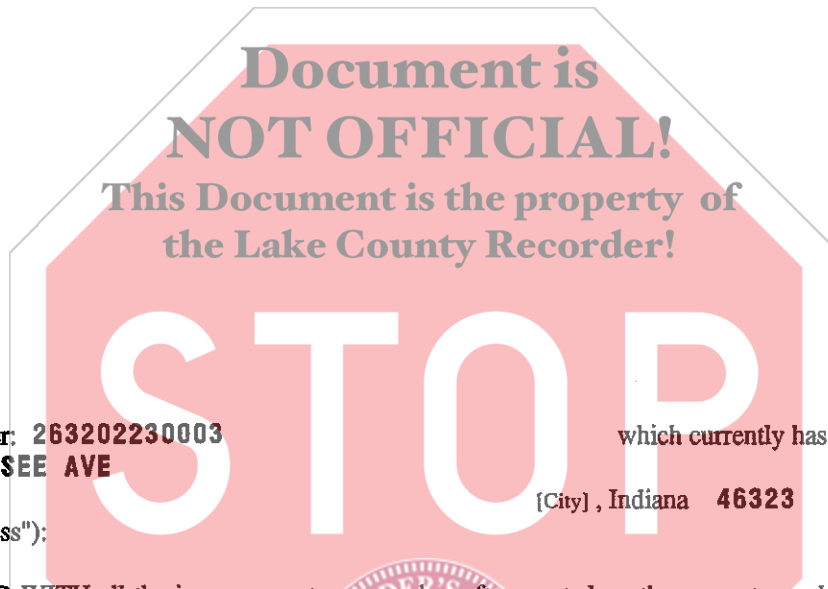 Document is
NOT OFFICIAL!
This Document is the property of
the Lake County Recorder!
STOP
r: 263202230003 which currently has
SEE AVE
[City] , Indiana 46323
ss"):